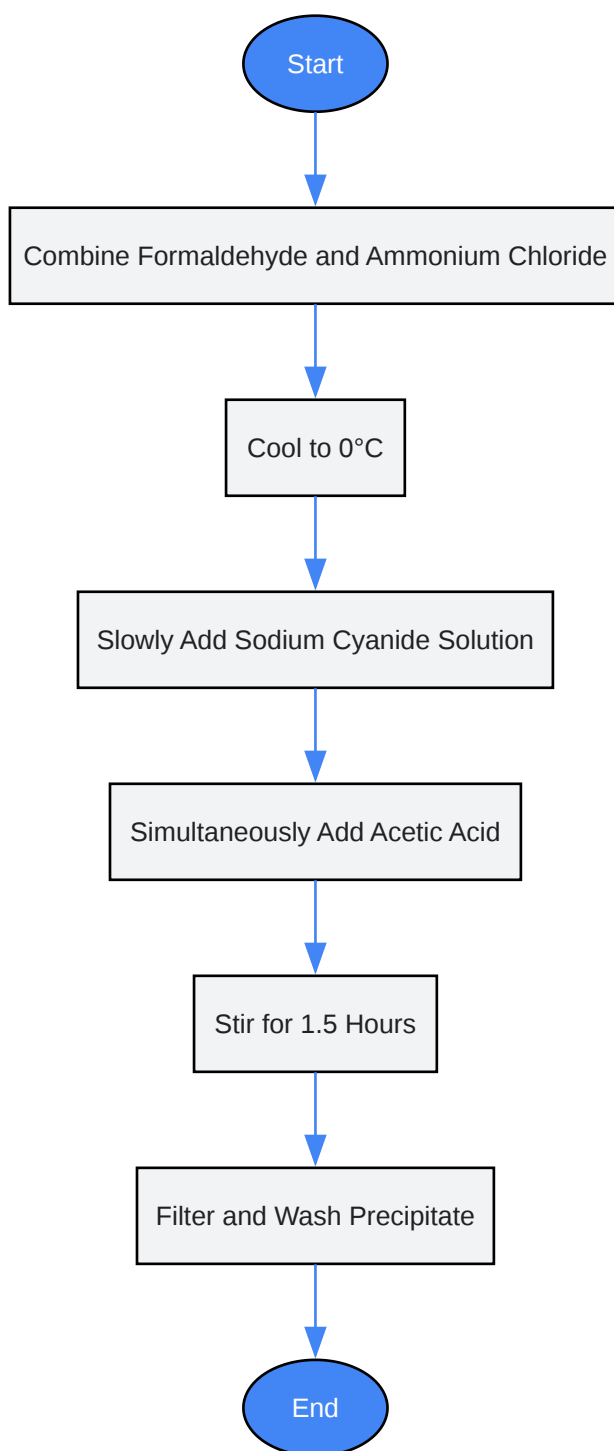 Start
Combine Formaldehyde and Ammonium Chloride
Cool to 0°C
Slowly Add Sodium Cyanide Solution
Simultaneously Add Acetic Acid
Stir for 1.5 Hours
Filter and Wash Precipitate
End